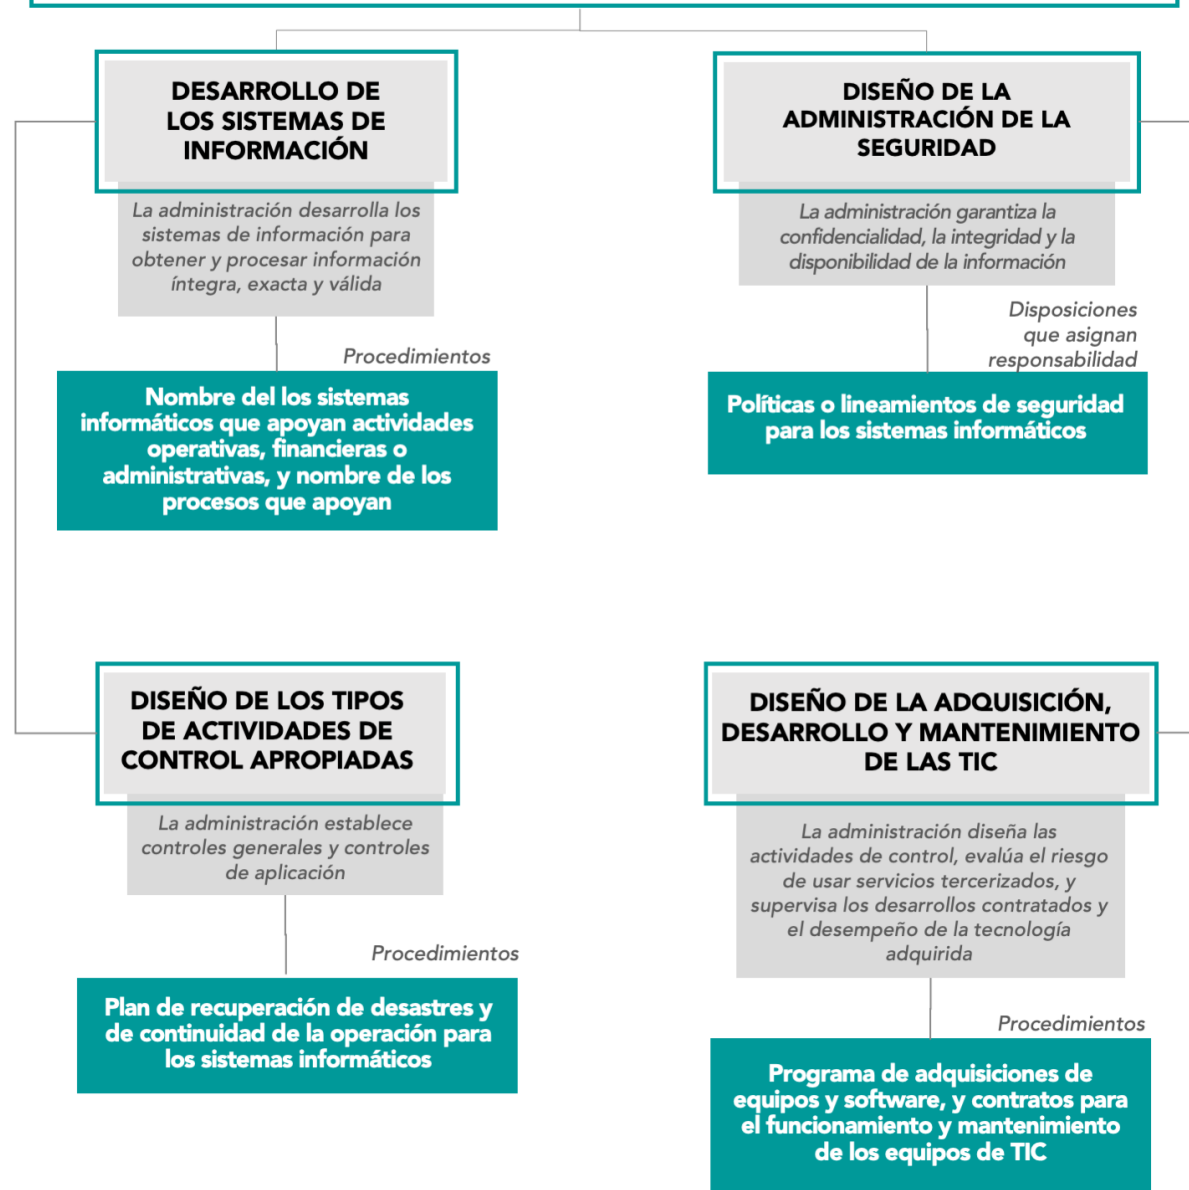 DESARROLLO DE
LOS SISTEMAS DE
INFORMACIÓN
La administración desarrolla los
sistemas de información para
obtener y procesar información
íntegra, exacta y válida
Procedimientos
Nombre del los sistemas
informáticos que apoyan actividades
operativas, financieras o
administrativas, y nombre de los
procesos que apoyan
DISEÑO DE LA
ADMINISTRACIÓN DE LA
SEGURIDAD
La administración garantiza la
confidencialidad, la integridad y la
disponibilidad de la información
Disposiciones
que asignan
responsabilidad
Políticas o lineamientos de seguridad
para los sistemas informáticos
DISEÑO DE LOS TIPOS
DE ACTIVIDADES DE
CONTROL APROPIADAS
La administración establece
controles generales y controles
de aplicación
Procedimientos
Plan de recuperación de desastres y
de continuidad de la operación para
los sistemas informáticos
DISEÑO DE LA ADQUISICIÓN,
DESARROLLO Y MANTENIMIENTO
DE LAS TIC
La administración diseña las
actividades de control, evalúa el riesgo
de usar servicios tercerizados, y
supervisa los desarrollos contratados y
el desempeño de la tecnología
adquirida
Procedimientos
Programa de adquisiciones de
equipos y software, y contratos para
el funcionamiento y mantenimiento
de los equipos de TIC